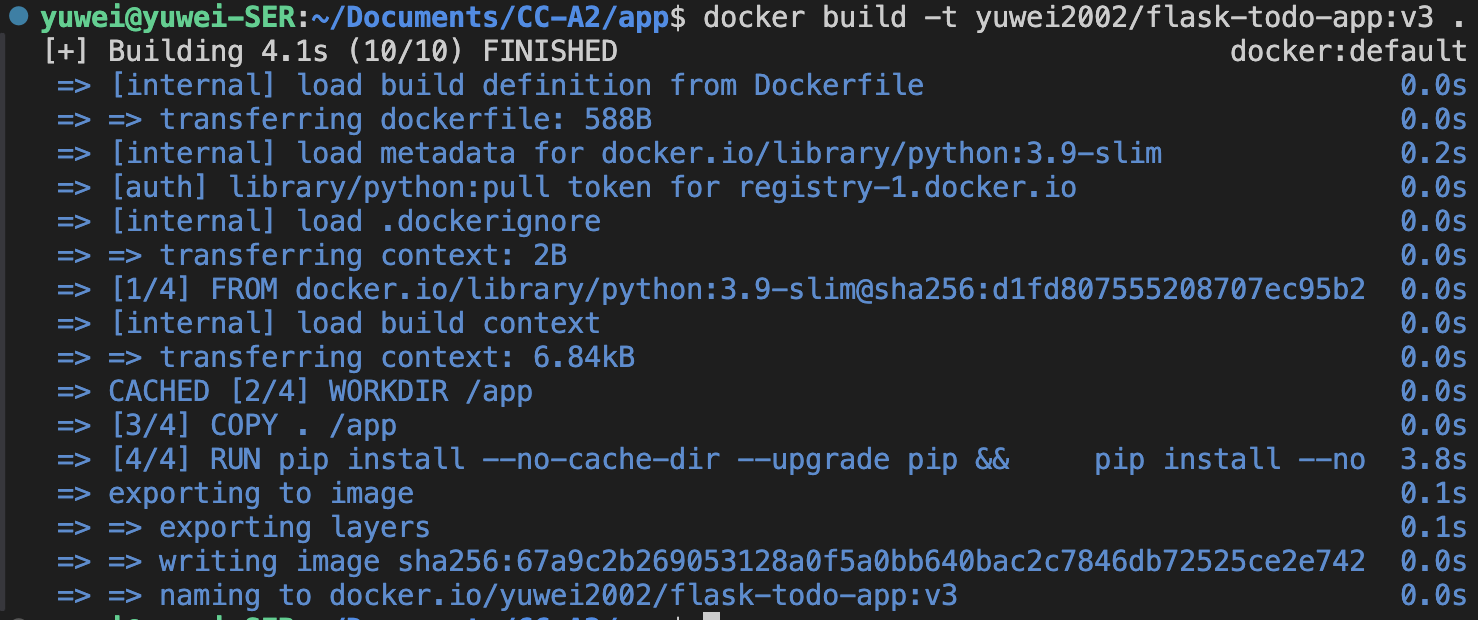 yuwei@yuwei-SER:~/Documents/CC-A2/app$ docker build -t yuwei2002/flask-todo-app:v3 .
[+] Building 4.1s (10/10) FINISHED docker:default
=> [internal] load build definition from Dockerfile 0.0s
=> => transferring dockerfile: 588B 0.0s
=> [internal] load metadata for docker.io/library/python:3.9-slim 0.2s
=> [auth] library/python:pull token for registry-1.docker.io 0.0s
=> [internal] load .dockerignore 0.0s
=> => transferring context: 2B 0.0s
=> [1/4] FROM docker.io/library/python:3.9-slim@sha256:d1fd807555208707ec95b2 0.0s
=> [internal] load build context 0.0s
=> => transferring context: 6.84kB 0.0s
=> CACHED [2/4] WORKDIR /app 0.0s
=> [3/4] COPY . /app 0.0s
=> [4/4] RUN pip install --no-cache-dir --upgrade pip && pip install --no 3.8s
=> exporting to image 0.1s
=> => exporting layers 0.1s
=> => writing image sha256:67a9c2b269053128a0f5a0bb640bac2c7846db72525ce2e742 0.0s
=> => naming to docker.io/yuwei2002/flask-todo-app:v3 0.0s